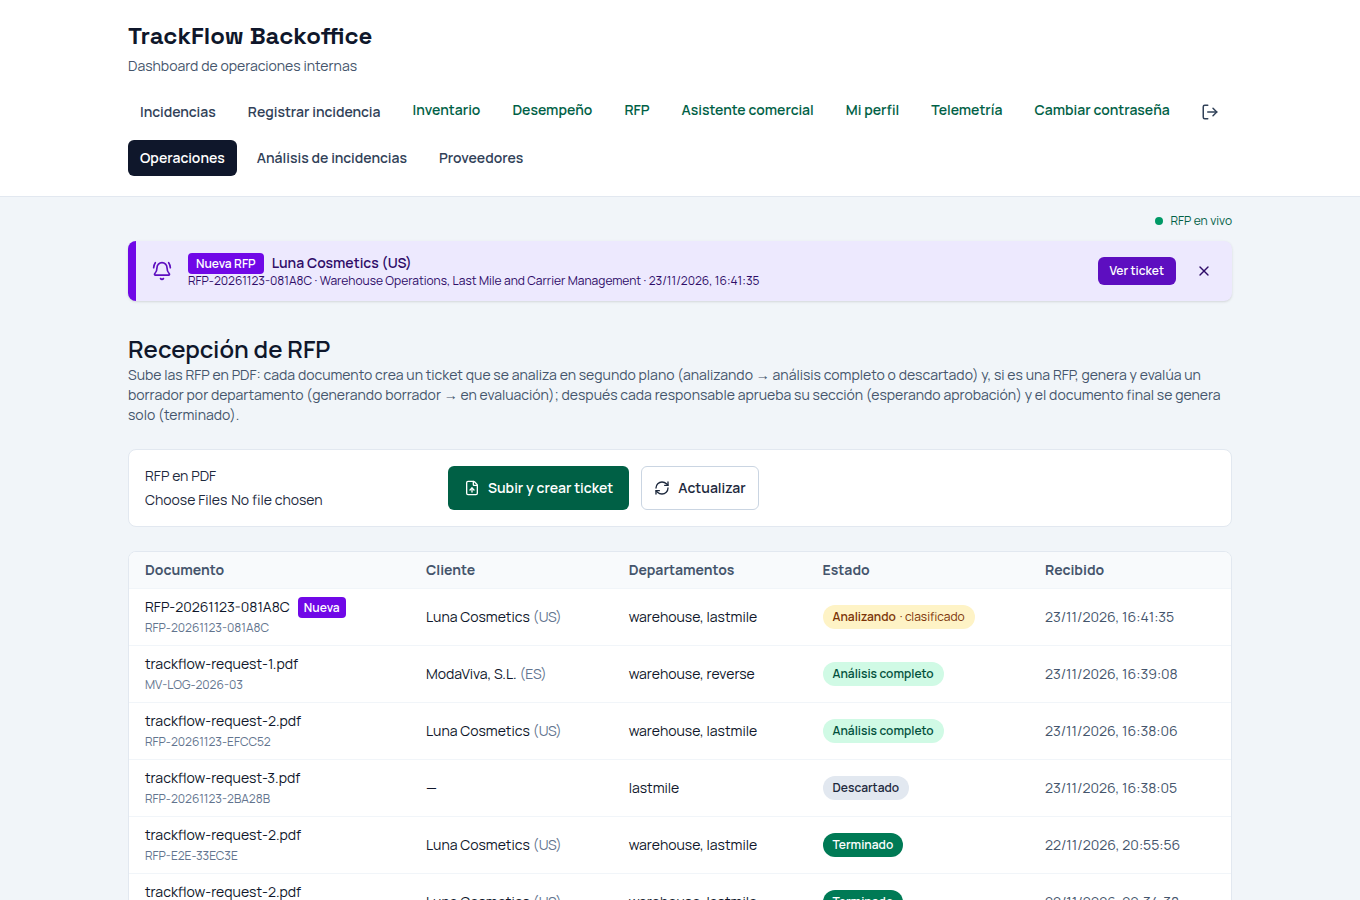 TrackFlow Backoffice
Dashboard de operaciones internas
Incidencias Registrar incidencia Inventario Desempeño RFP Asistente comercial Mi perfil Telemetría Cambiar contraseña
Operaciones Análisis de incidencias Proveedores
RFP en vivo
Nueva RFP Luna Cosmetics (US)
RFP-20261123-081A8C · Warehouse Operations, Last Mile and Carrier Management · 23/11/2026, 16:41:35
Ver ticket
Recepción de RFP
Sube las RFP en PDF: cada documento crea un ticket que se analiza en segundo plano (analizando → análisis completo o descartado) y, si es una RFP, genera y evalúa un
borrador por departamento (generando borrador → en evaluación); después cada responsable aprueba su sección (esperando aprobación) y el documento final se genera
solo (terminado).
RFP en PDF
Choose Files No file chosen
Subir y crear ticket
Actualizar
Documento Cliente Departamentos Estado Recibido
RFP-20261123-081A8C Nueva
RFP-20261123-081A8C
Luna Cosmetics (US) warehouse, lastmile Analizando · clasificado 23/11/2026, 16:41:35
trackflow-request-1.pdf
MV-LOG-2026-03
ModaViva, S.L. (ES) warehouse, reverse Análisis completo 23/11/2026, 16:39:08
trackflow-request-2.pdf
RFP-20261123-EFCC52
Luna Cosmetics (US) warehouse, lastmile Análisis completo 23/11/2026, 16:38:06
trackflow-request-3.pdf
RFP-20261123-2BA28B
— lastmile Descartado 23/11/2026, 16:38:05
trackflow-request-2.pdf
RFP-E2E-33EC3E
Luna Cosmetics (US) warehouse, lastmile Terminado 22/11/2026, 20:55:56
trackflow-request-2.pdf
Luna Cosmetics (US) warehouse, lastmile Terminado